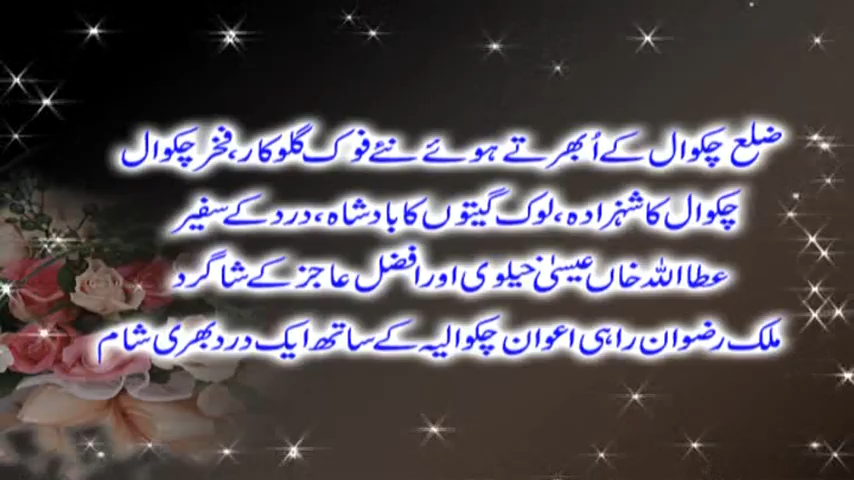 ضلع چکوال کے اُبھرتے ہوئے نئے فوک گلوکار، فخر چکوال
چکوال کا شہزادہ، لوک گیتوں کا بادشاہ، درد کے سفیر
عطااللہ خاں عیسیٰ خیلوی اور افضل عاجز کے شاگرد
ملک رضوان راہی اعوان چکوالیہ کے ساتھ ایک درد بھری شام